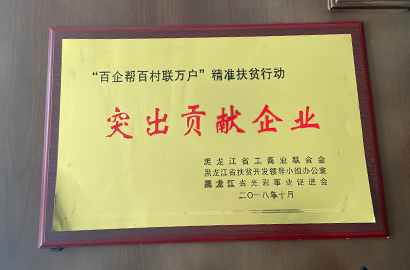 “百企帮百村联万户”精准扶贫行动
突出贡献企业
黑龙江省工商业联合会
黑龙江省扶贫开发领导小组办公室
黑龙江省光彩事业促进会
二〇一八年十月